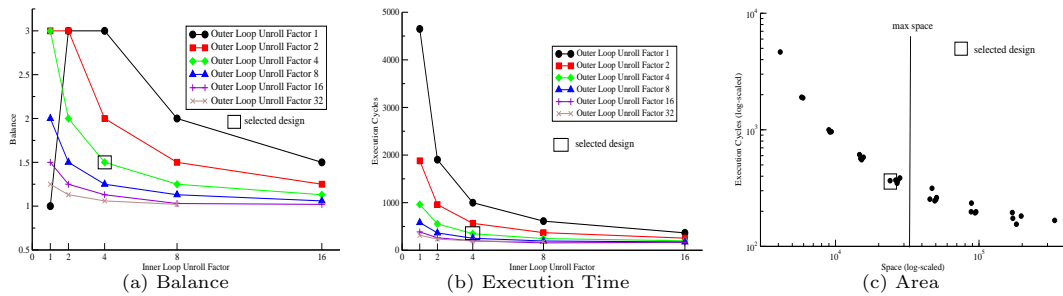 3
2.5
2
1.5
1
0.5
Balance
0
1
2
4
8
16
Inner Loop Unroll Factor
Outer Loop Unroll Factor 1
Outer Loop Unroll Factor 2
Outer Loop Unroll Factor 4
Outer Loop Unroll Factor 8
Outer Loop Unroll Factor 16
Outer Loop Unroll Factor 32
selected design
(a) Balance
5000
4000
3000
2000
1000
0
Execution Cycles
0
1
2
4
8
16
Inner Loop Unroll Factor
Outer Loop Unroll Factor 1
Outer Loop Unroll Factor 2
Outer Loop Unroll Factor 4
Outer Loop Unroll Factor 8
Outer Loop Unroll Factor 16
Outer Loop Unroll Factor 32
selected design
(b) Execution Time
10^4
10^3
10^2
Execution Cycles (log-scaled)
max space
selected design
10^4
10^5
Space (log-scaled)
(c) Area